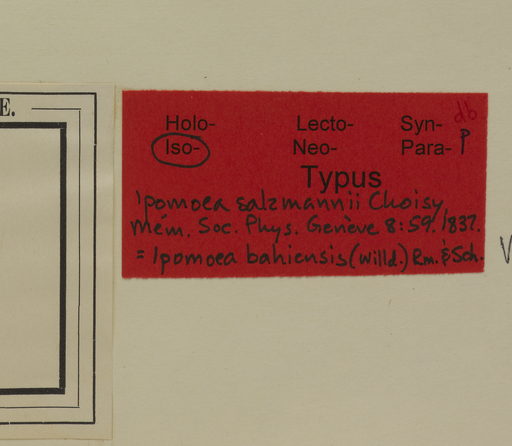 E.
db
Holo- Lecto- Syn-
Iso- Neo- Para- P
Typus
Ipomoea salzmannii Choisy
Mém. Soc. Phys. Genève 8:59. 1837.
= Ipomoea bahiensis (Willd.) Rm. & Sch.